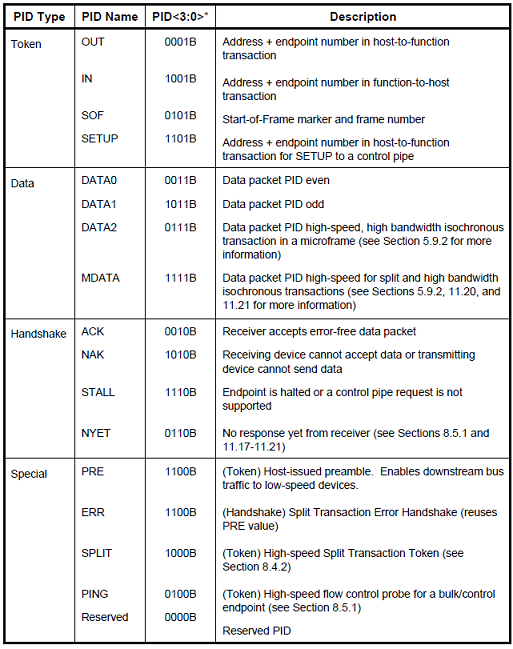 PID Type PID Name PID<3:0>* Description
Token OUT 0001B Address + endpoint number in host-to-function
transaction
IN 1001B Address + endpoint number in function-to-host
transaction
SOF 0101B Start-of-Frame marker and frame number
SETUP 1101B Address + endpoint number in host-to-function
transaction for SETUP to a control pipe
Data DATA0 0011B Data packet PID even
DATA1 1011B Data packet PID odd
DATA2 0111B Data packet PID high-speed, high bandwidth isochronous
transaction in a microframe (see Section 5.9.2 for more
information)
MDATA 1111B Data packet PID high-speed for split and high bandwidth
isochronous transactions (see Sections 5.9.2, 11.20, and
11.21 for more information)
Handshake ACK 0010B Receiver accepts error-free data packet
NAK 1010B Receiving device cannot accept data or transmitting
device cannot send data
STALL 1110B Endpoint is halted or a control pipe request is not
supported
NYET 0110B No response yet from receiver (see Sections 8.5.1 and
11.17-11.21)
Special PRE 1100B (Token) Host-issued preamble. Enables downstream bus
traffic to low-speed devices.
ERR 1100B (Handshake) Split Transaction Error Handshake (reuses
PRE value)
SPLIT 1000B (Token) High-speed Split Transaction Token (see
Section 8.4.2)
PING 0100B (Token) High-speed flow control probe for a bulk/control
endpoint (see Section 8.5.1)
Reserved 0000B
Reserved PID